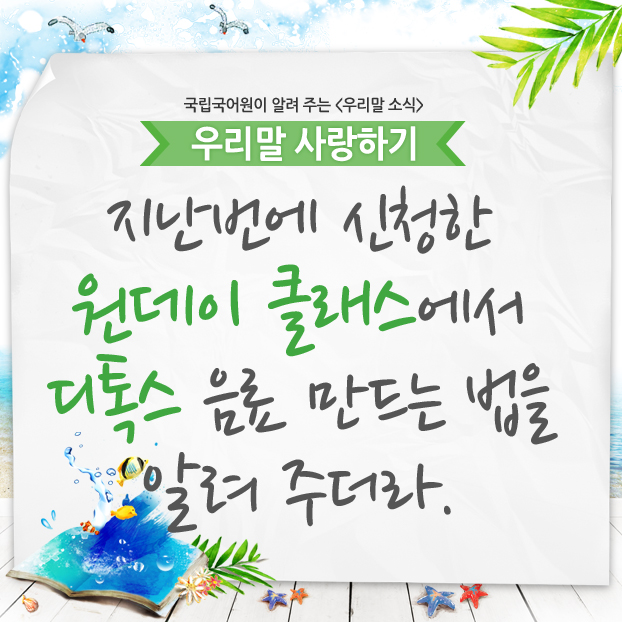 국립국어원이 알려 주는 <우리말 소식>
우리말 사랑하기
지난번에 신청한
원데이 클래스에서
디톡스 음료 만드는 법을
알려 주더라.